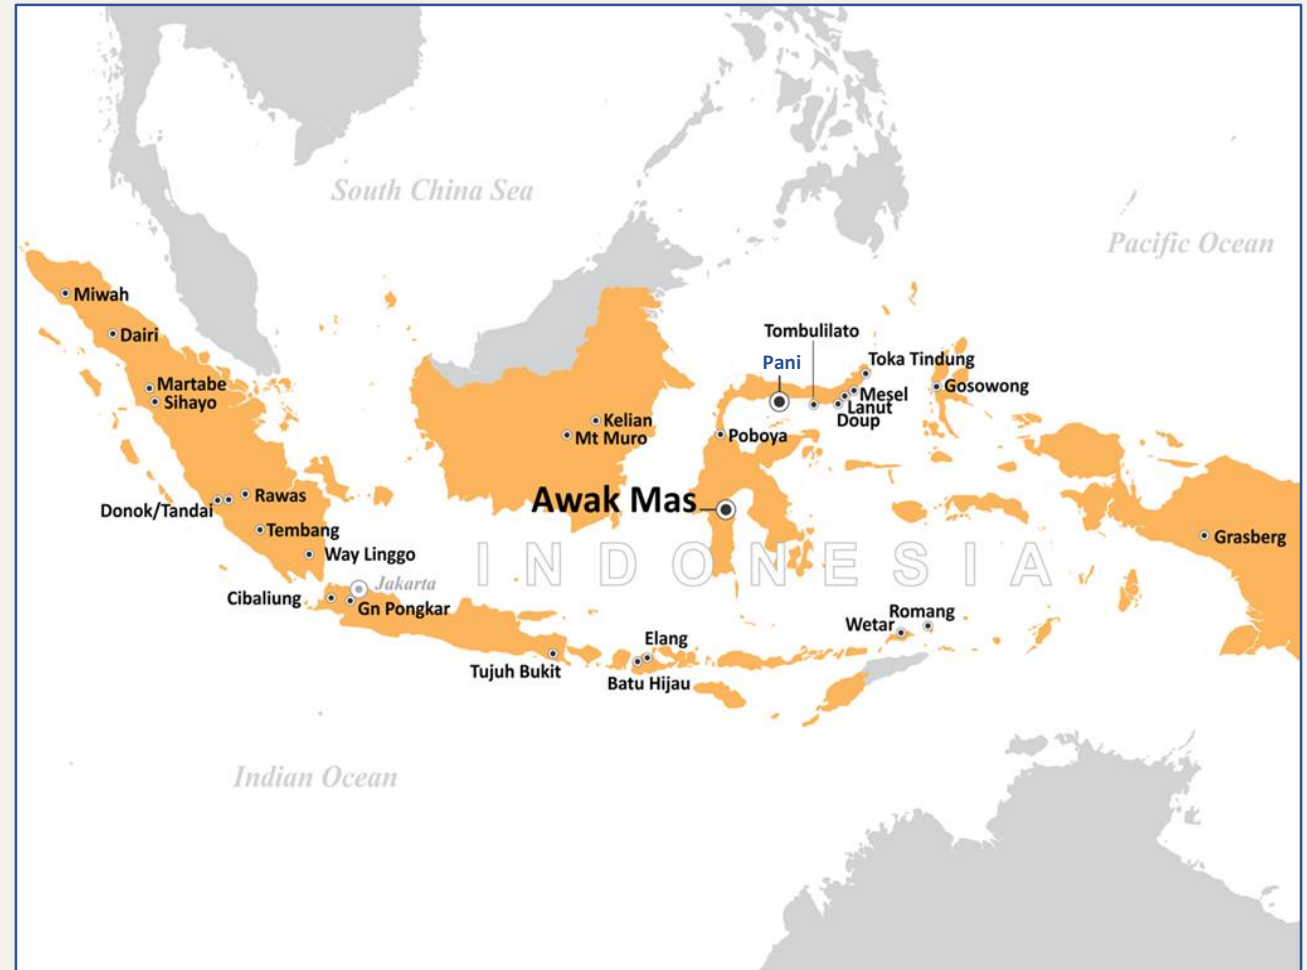 South China Sea
Pacific Ocean
Miwah
Tombulilato
Dairi
Toka Tindung
Pani
Martabe
Gosowong
Sihayo
Mesel
Lanut
Kelian
Doup
Mt Muro
Poboya
Rawas
Awak Mas
Donok/Tandai
Tembang
Grasberg
Way Linggo
INDONESIA
Jakarta
Cibaliung
Gn Pongkar
Romang
Wetar
Elang
Tujuh Bukit
Batu Hijau
Indian Ocean